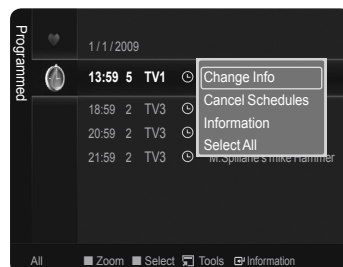 Programmed
1 / 1 / 2009
13:59 5 TV1
18:59 2 TV3
20:59 2 TV3
21:59 2 TV3 M.Spillane's mike Hammer
Change Info
Cancel Schedules
Information
Select All
All Zoom Select Tools Information